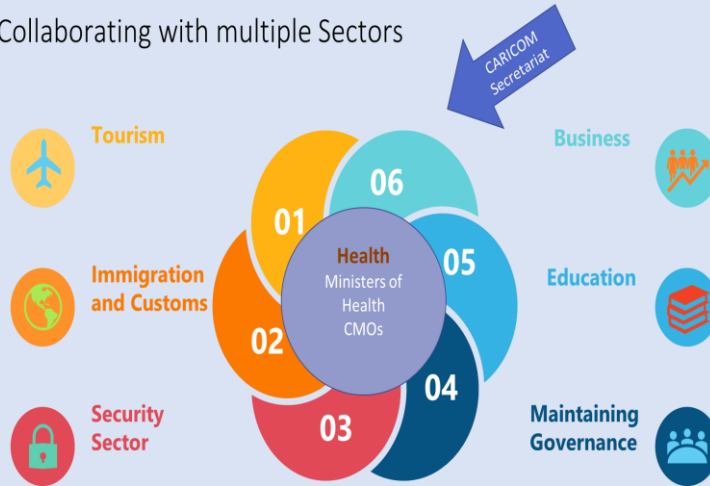 Collaborating with multiple Sectors
CARICOM
Secretariat
Tourism
Business
06
01
05
Health
Ministers of
Health
CMOs
Immigration
and Customs
Education
02
04
03
Security
Sector
Maintaining
Governance